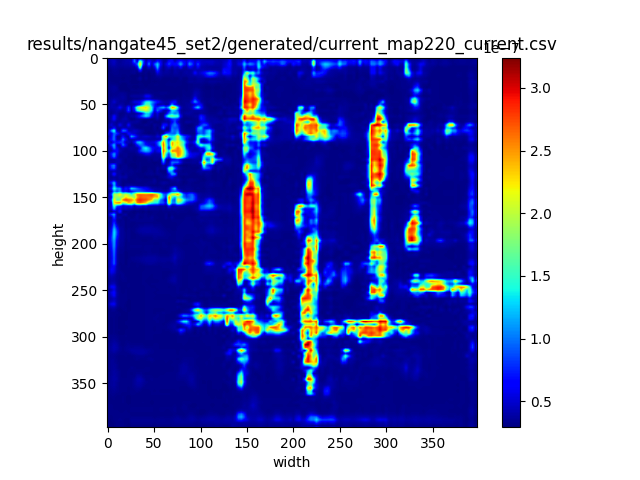 results/nangate45_set2/generated/current_map220_current.csv
1e−7
0
50
100
150
200
250
300
350
height
0 50 100 150 200 250 300 350
width
3.0
2.5
2.0
1.5
1.0
0.5